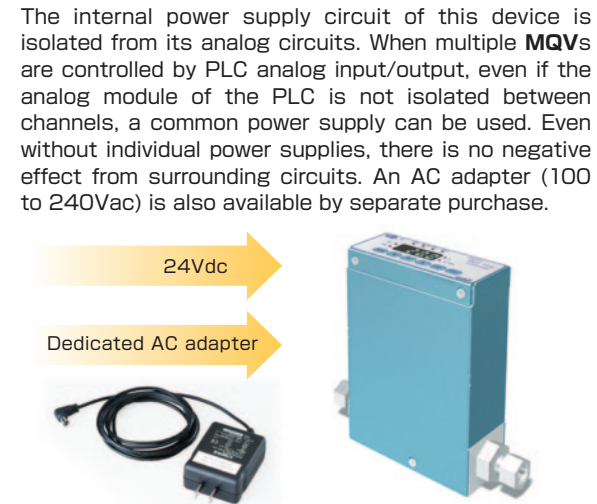 The internal power supply circuit of this device is
isolated from its analog circuits. When multiple MQVs
are controlled by PLC analog input/output, even if the
analog module of the PLC is not isolated between
channels, a common power supply can be used. Even
without individual power supplies, there is no negative
effect from surrounding circuits. An AC adapter (100
to 240Vac) is also available by separate purchase.
24Vdc
Dedicated AC adapter